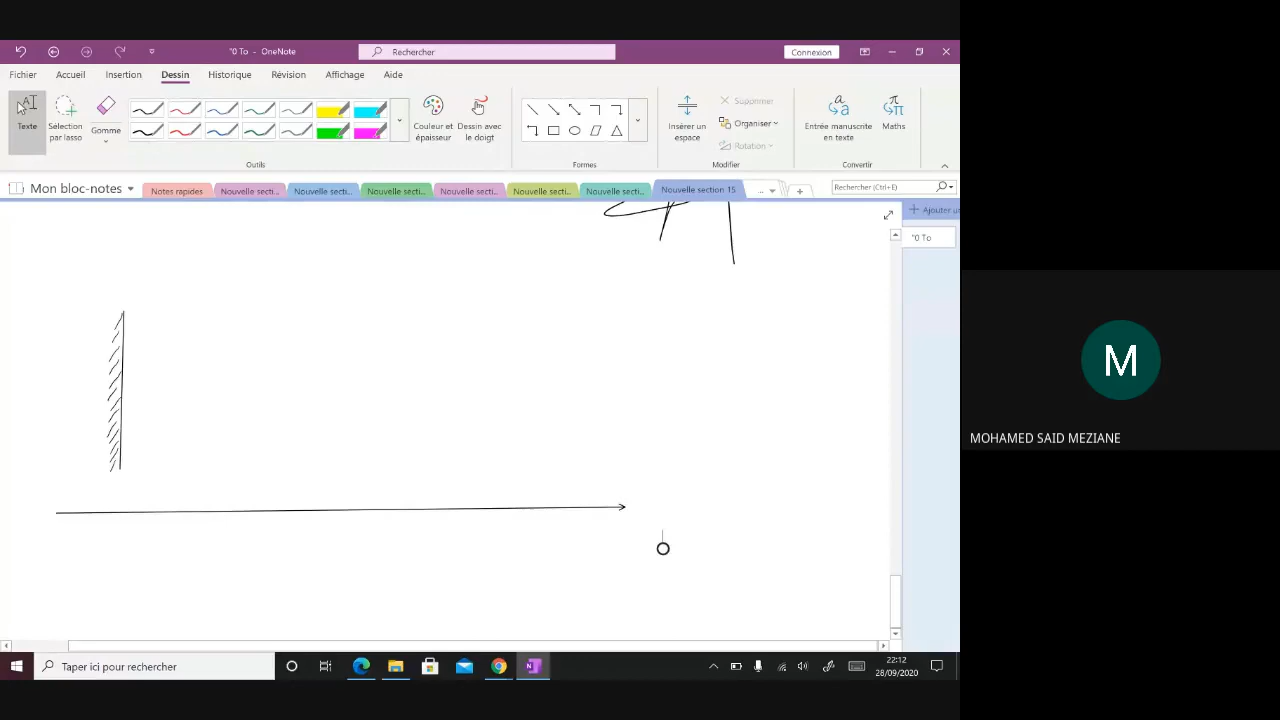 "0 To - OneNote
Rechercher
Connexion
Fichier Accueil Insertion Dessin Historique Révision Affichage Aide
Texte
Sélection par lasso
Gomme
Couleur et épaisseur
Dessin avec le doigt
Insérer un espace
Supprimer
Organiser
Rotation
Entrée manuscrite en texte
Maths
Outils Formes Modifier Convertir
Mon bloc-notes Notes rapides Nouvelle secti... Nouvelle secti... Nouvelle secti... Nouvelle secti... Nouvelle secti... Nouvelle secti... Nouvelle section 15 ... Rechercher (Ctrl+E)
Ajouter un
"0 To
M
MOHAMED SAID MEZIANE
Taper ici pour rechercher
22:12
28/09/2020